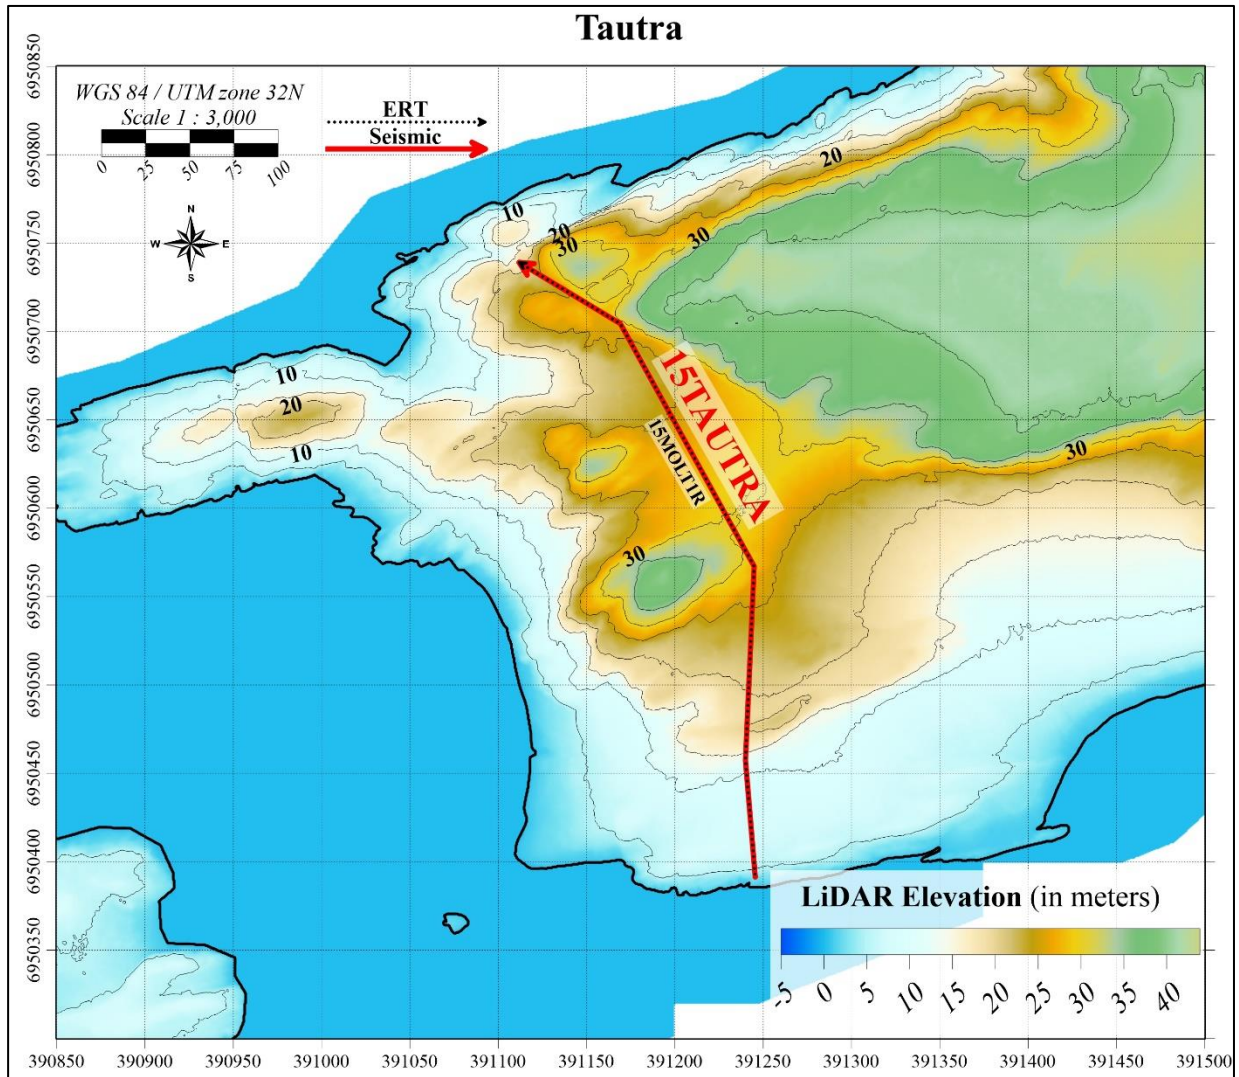 Tautra
WGS 84 / UTM zone 32N
Scale 1 : 3,000
0 25 50 75 100
ERT
Seismic
N
W E
S
6950850
6950800
6950750
6950700
6950650
6950600
6950550
6950500
6950450
6950400
6950350
20
10
20
30
30
10
20
10
30
30
15TAUTRA
15MOLT1R
LiDAR Elevation (in meters)
-5 0 5 10 15 20 25 30 35 40
390850 390900 390950 391000 391050 391100 391150 391200 391250 391300 391350 391400 391450 391500